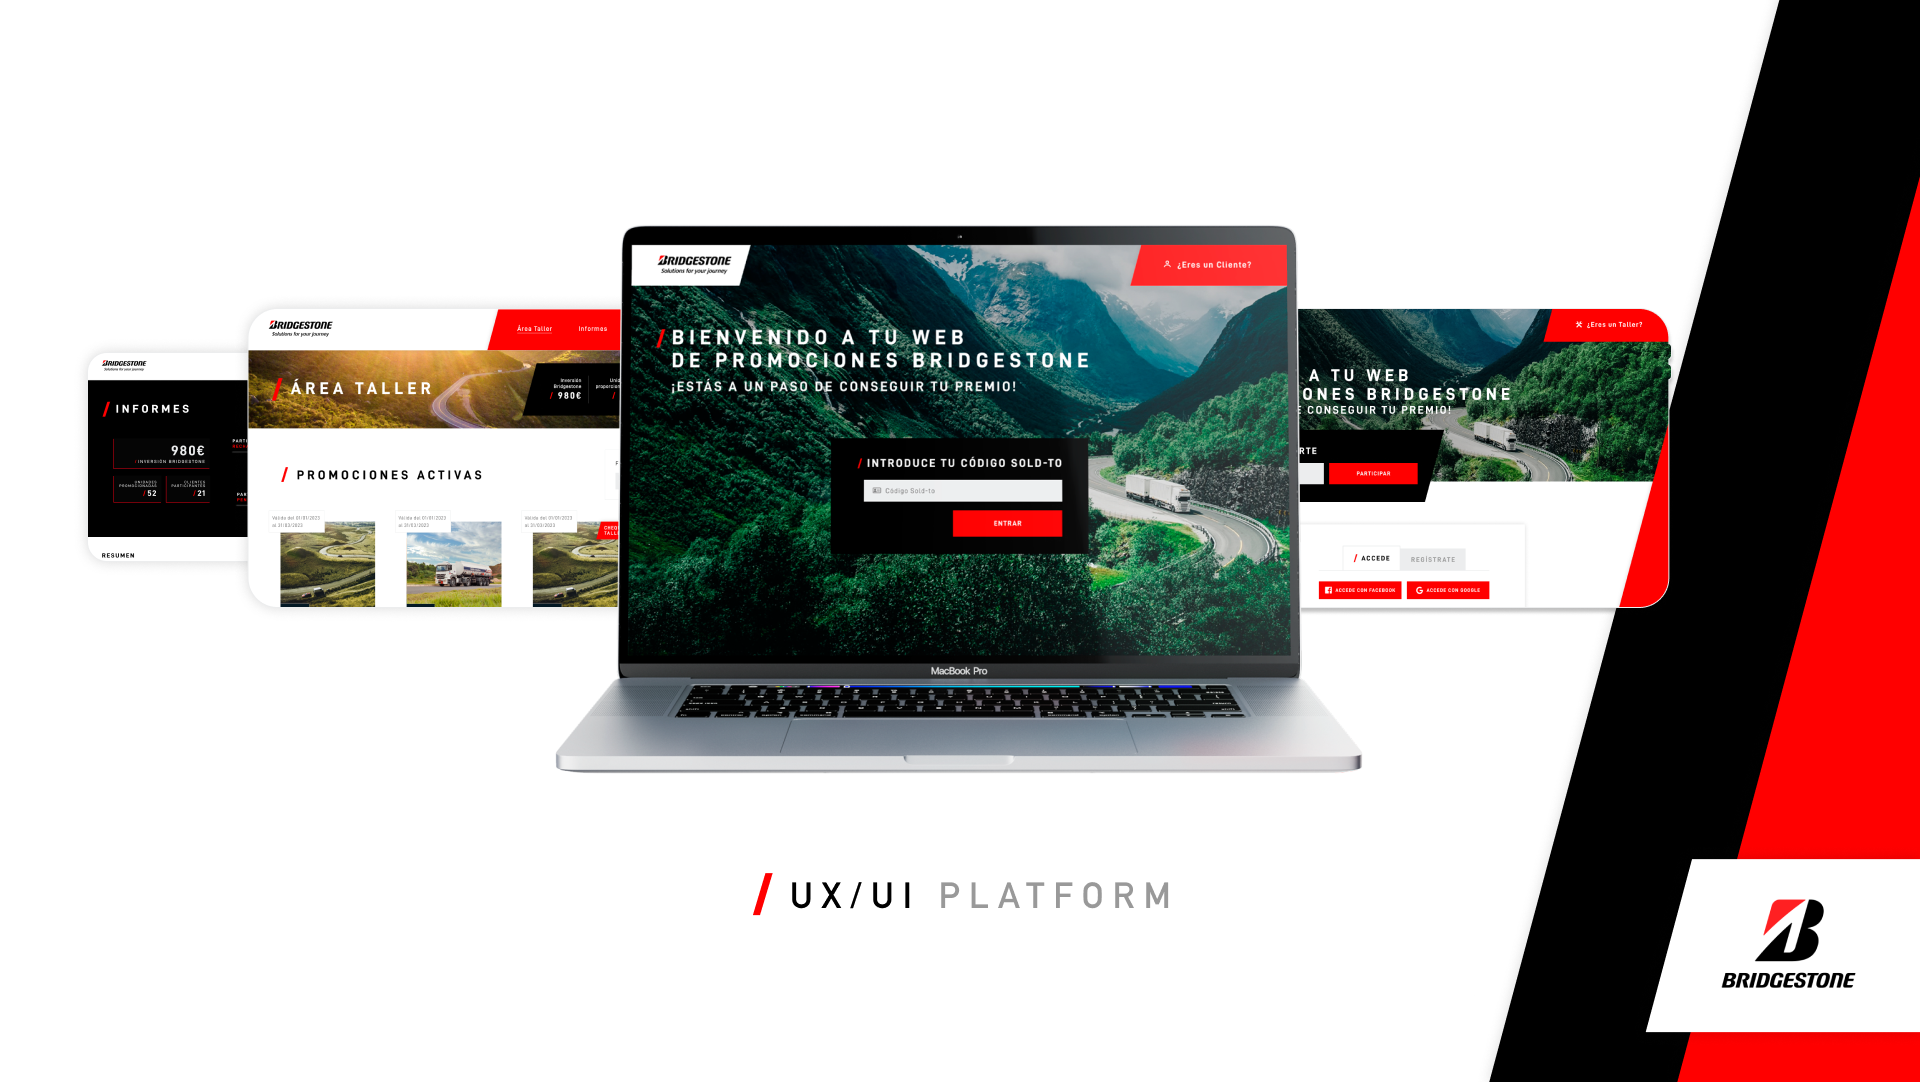 BRIDGESTONE
Solutions for your journey
/ INFORMES
980€
/ INVERSIÓN BRIDGESTONE
UNIDADES
PROMOCIONADAS
/ 52
CLIENTES
PARTICIPANTES
/ 21
RESUMEN
BRIDGESTONE
Solutions for your journey
Área Taller
Informes
/ ÁREA TALLER
Inversión
Bridgestone
/ 980€
/ PROMOCIONES ACTIVAS
Válida del 01/01/2023
al 31/03/2023
Válida del 01/01/2023
al 31/03/2023
Válida del 01/01/2023
al 31/03/2023
BRIDGESTONE
Solutions for your journey
¿Eres un Cliente?
/ BIENVENIDO A TU WEB
DE PROMOCIONES BRIDGESTONE
¡ESTÁS A UN PASO DE CONSEGUIR TU PREMIO!
/ INTRODUCE TU CÓDIGO SOLD-TO
Código Sold-to
ENTRAR
MacBook Pro
¿Eres un Taller?
A TU WEB
ONES BRIDGESTONE
E CONSEGUIR TU PREMIO!
RTE
PARTICIPAR
/ ACCEDE
REGÍSTRATE
ACCEDE CON FACEBOOK
ACCEDE CON GOOGLE
/ UX/UI PLATFORM
BRIDGESTONE